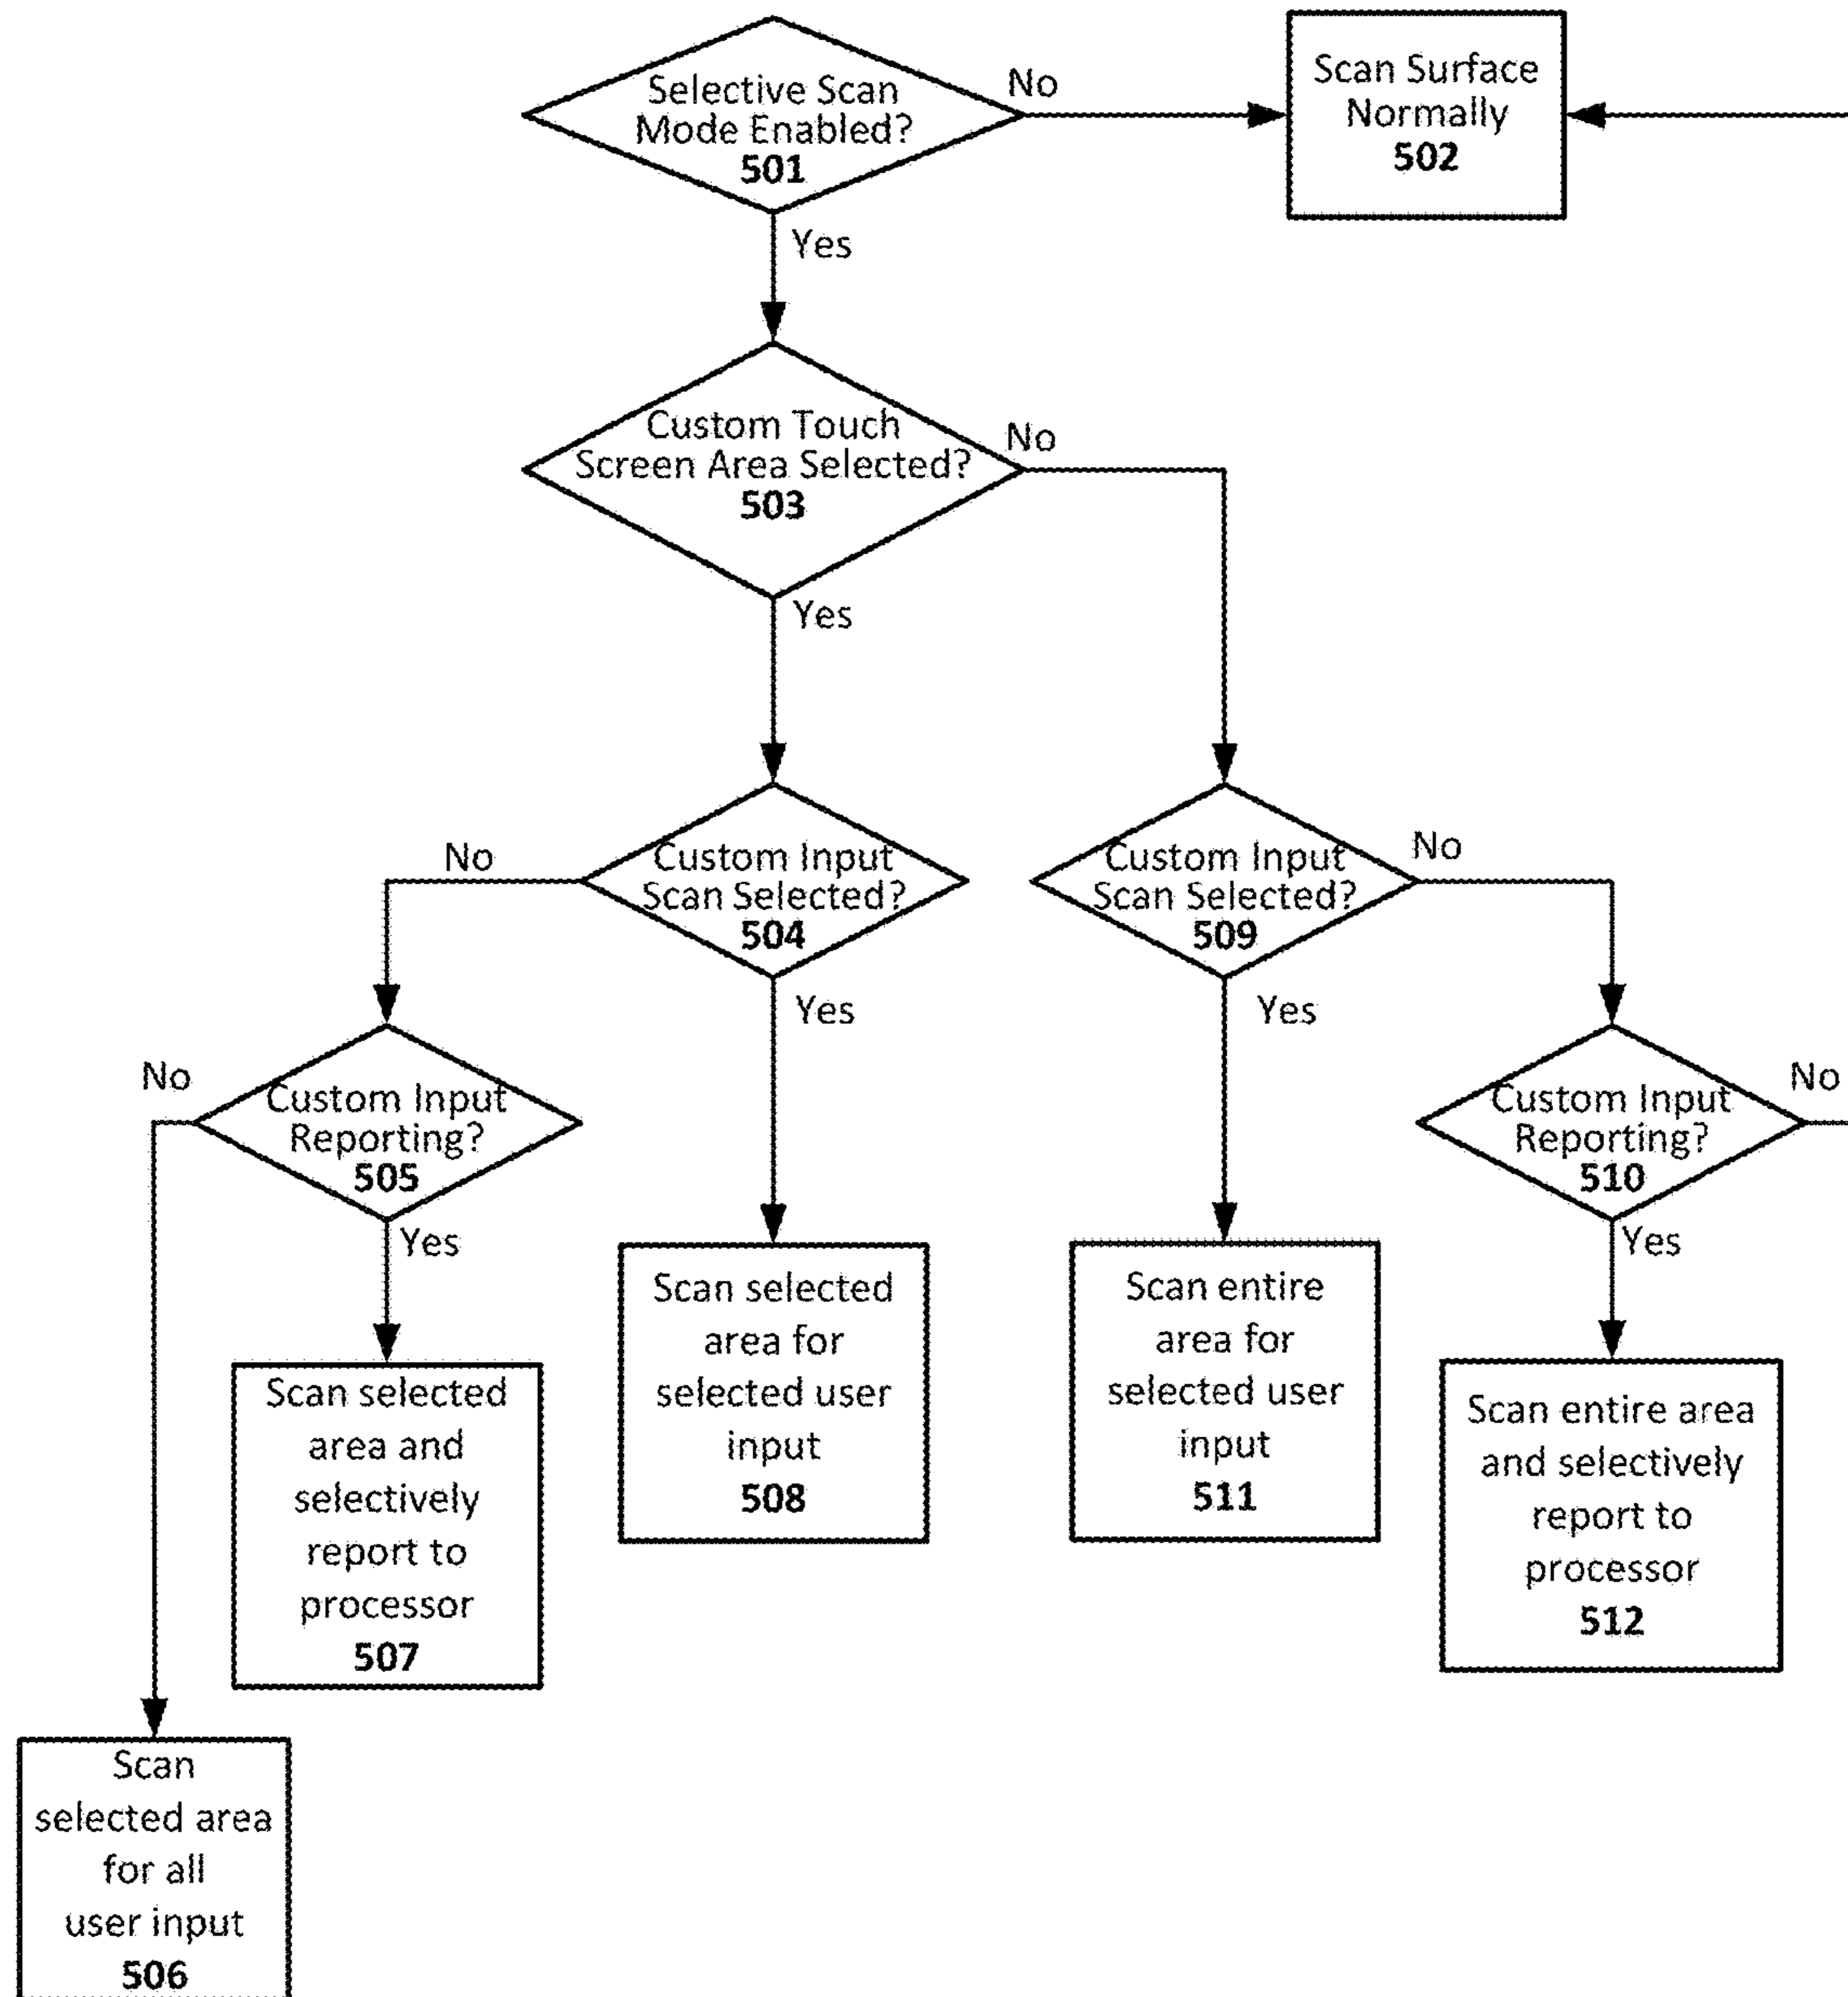 Selective Scan
Mode Enabled?
501
No
Scan Surface
Normally
502
Yes
Custom Touch
Screen Area Selected?
503
No
Yes
No
Custom Input
Scan Selected?
504
Custom Input
Scan Selected?
509
No
Yes
Yes
No
Custom Input
Reporting?
505
Custom Input
Reporting?
510
No
Yes
Yes
Scan selected
area and
selectively
report to
processor
507
Scan selected
area for
selected user
input
508
Scan entire
area for
selected user
input
511
Scan entire area
and selectively
report to
processor
512
Scan
selected area
for all
user input
506